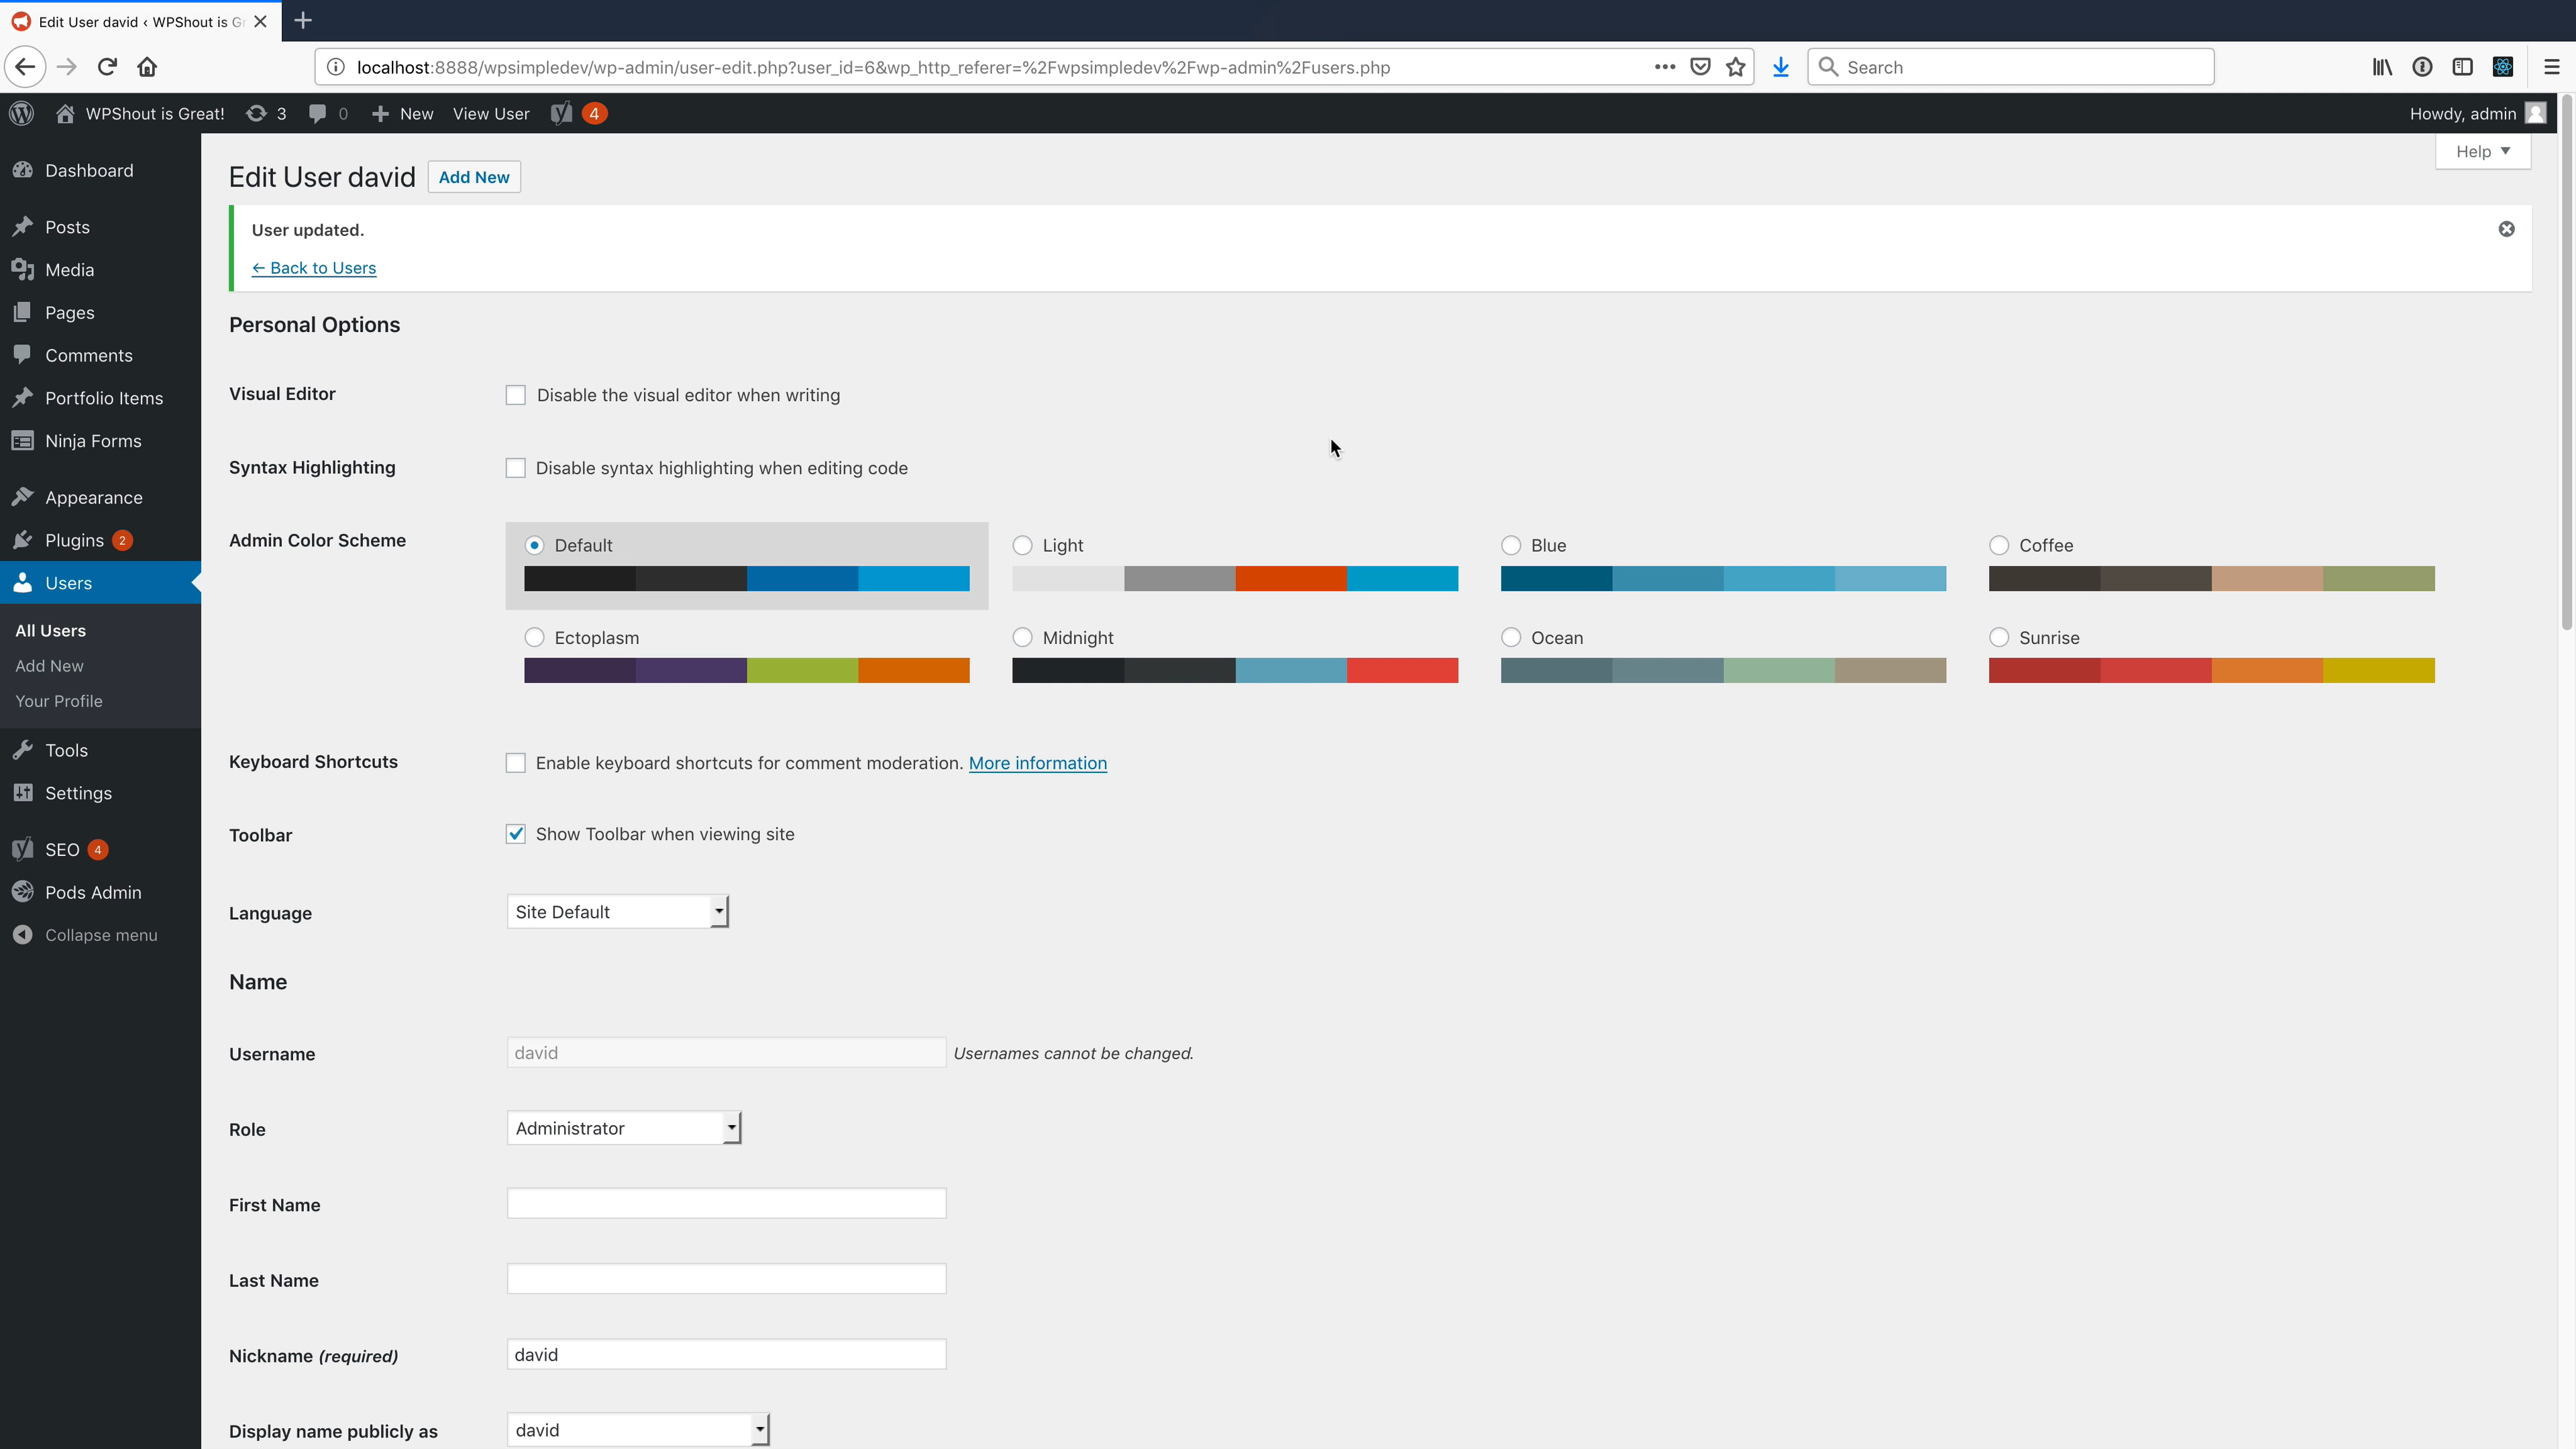 Edit User david ‹ WPShout is Gr
localhost:8888/wpsimpledev/wp-admin/user-edit.php?user_id=6&wp_http_referer=%2Fwpsimpledev%2Fwp-admin%2Fusers.php
Search
WPShout is Great!
3
0
New
View User
4
Howdy, admin
Dashboard
Posts
Media
Pages
Comments
Portfolio Items
Ninja Forms
Appearance
Plugins 2
Users
All Users
Add New
Your Profile
Tools
Settings
SEO 4
Pods Admin
Collapse menu
Help
Edit User david
Add New
User updated.
← Back to Users
Personal Options
Visual Editor
Disable the visual editor when writing
Syntax Highlighting
Disable syntax highlighting when editing code
Admin Color Scheme
Default
Light
Blue
Coffee
Ectoplasm
Midnight
Ocean
Sunrise
Keyboard Shortcuts
Enable keyboard shortcuts for comment moderation. More information
Toolbar
Show Toolbar when viewing site
Language
Site Default
Name
Username
david
Usernames cannot be changed.
Role
Administrator
First Name
Last Name
Nickname (required)
david
Display name publicly as
david